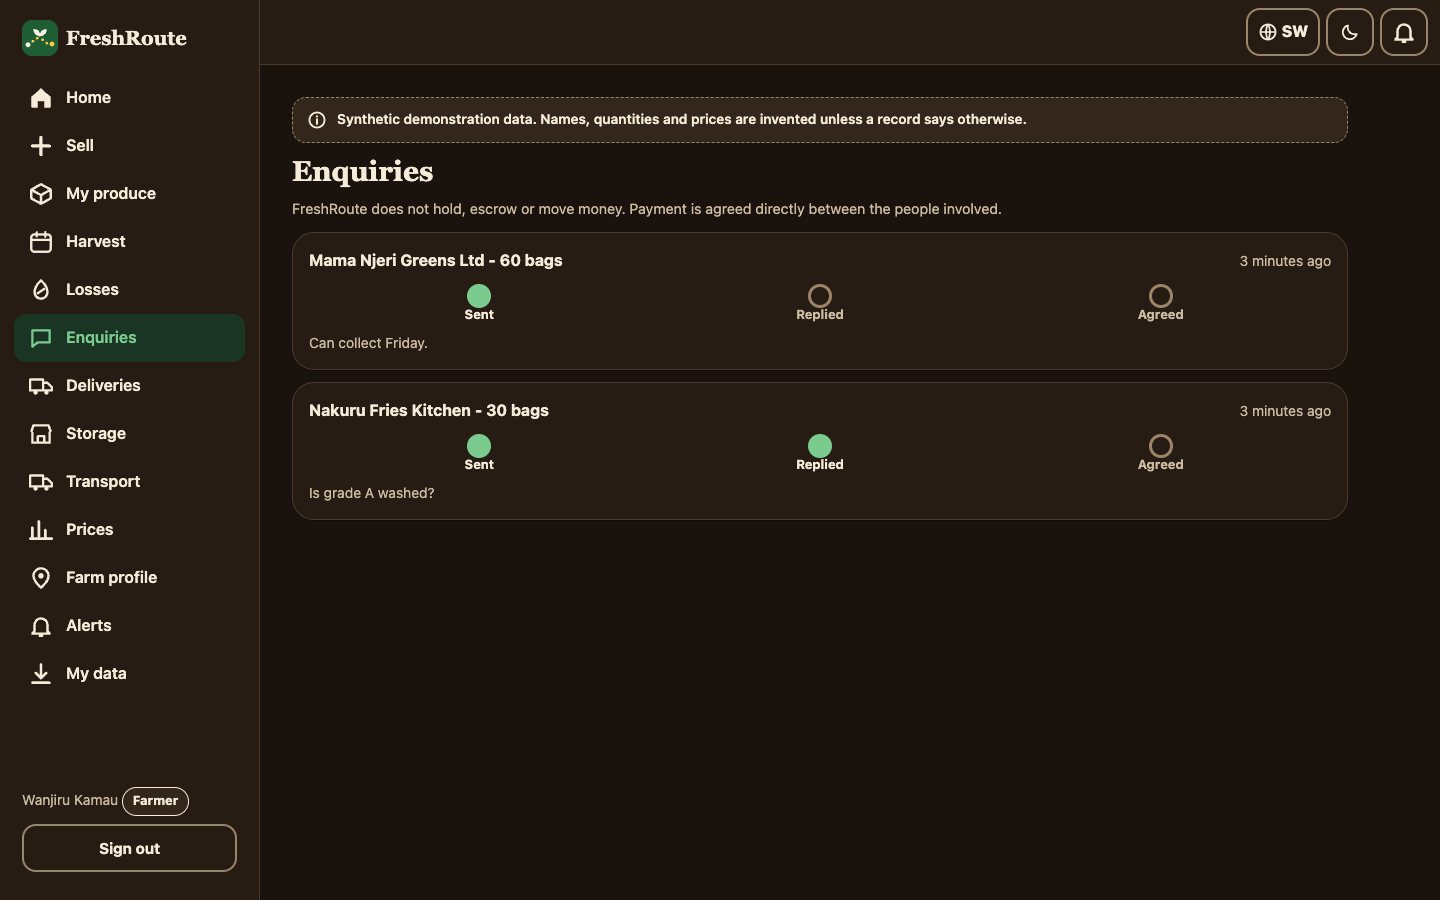 FreshRoute
SW
Home
Sell
My produce
Harvest
Losses
Enquiries
Deliveries
Storage
Transport
Prices
Farm profile
Alerts
My data
Wanjiru Kamau Farmer
Sign out
Synthetic demonstration data. Names, quantities and prices are invented unless a record says otherwise.
Enquiries
FreshRoute does not hold, escrow or move money. Payment is agreed directly between the people involved.
Mama Njeri Greens Ltd - 60 bags 3 minutes ago
Sent Replied Agreed
Can collect Friday.
Nakuru Fries Kitchen - 30 bags 3 minutes ago
Sent Replied Agreed
Is grade A washed?